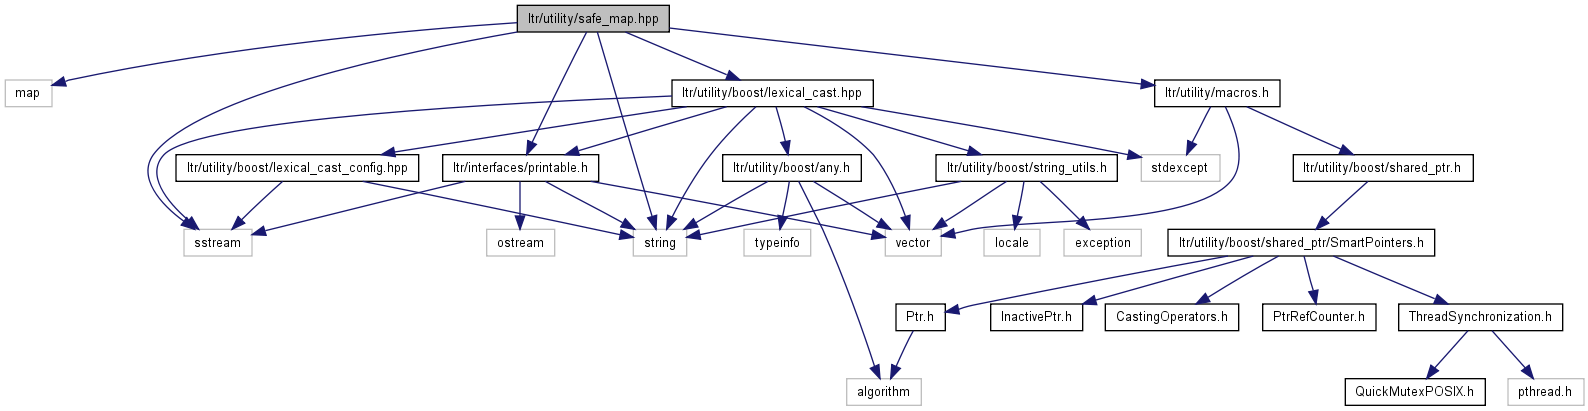 ltr/utility/safe_map.hpp
map
ltr/utility/boost/lexical_cast.hpp
ltr/utility/macros.h
ltr/utility/boost/lexical_cast_config.hpp
ltr/interfaces/printable.h
ltr/utility/boost/any.h
ltr/utility/boost/string_utils.h
stdexcept
ltr/utility/boost/shared_ptr.h
sstream
ostream
string
typeinfo
vector
locale
exception
ltr/utility/boost/shared_ptr/SmartPointers.h
Ptr.h
InactivePtr.h
CastingOperators.h
PtrRefCounter.h
ThreadSynchronization.h
algorithm
QuickMutexPOSIX.h
pthread.h